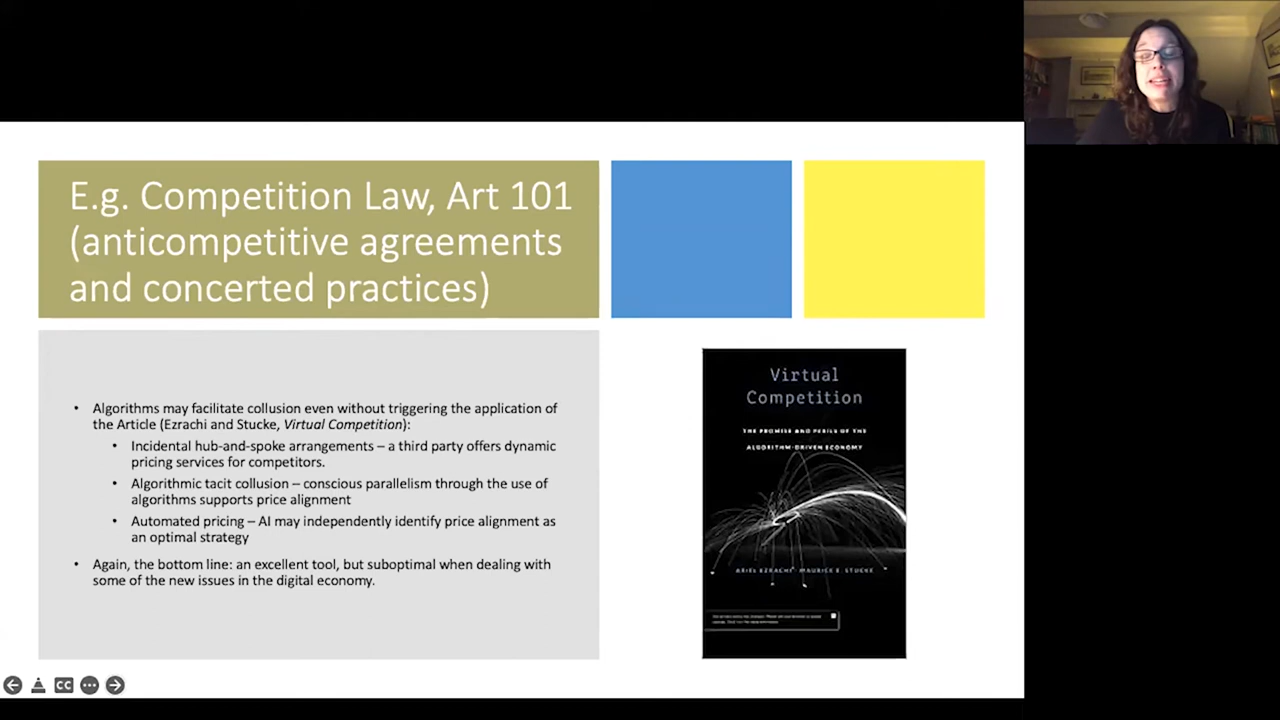 E.g. Competition Law, Art 101
(anticompetitive agreements
and concerted practices)
• Algorithms may facilitate collusion even without triggering the application of
the Article (Ezrachi and Stucke, Virtual Competition):
• Incidental hub-and-spoke arrangements – a third party offers dynamic
pricing services for competitors.
• Algorithmic tacit collusion – conscious parallelism through the use of
algorithms supports price alignment
• Automated pricing – AI may independently identify price alignment as
an optimal strategy
• Again, the bottom line: an excellent tool, but suboptimal when dealing with
some of the new issues in the digital economy.
Virtual
Competition
THE PROMISE AND PERILS OF THE
ALGORITHM-DRIVEN ECONOMY
ARIEL EZRACHI · MAURICE E. STUCKE
CC